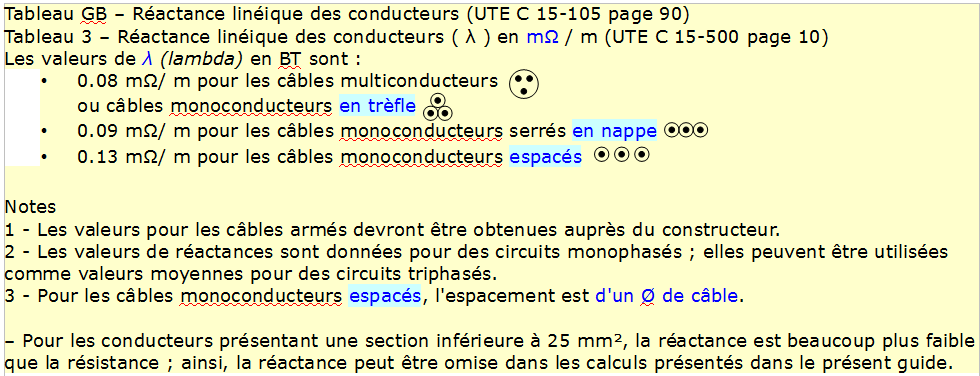 Tableau GB – Réactance linéique des conducteurs (UTE C 15-105 page 90)
Tableau 3 – Réactance linéique des conducteurs ( λ ) en mΩ / m (UTE C 15-500 page 10)
Les valeurs de λ (lambda) en BT sont :
• 0.08 mΩ/ m pour les câbles multiconducteurs
ou câbles monoconducteurs en trèfle
• 0.09 mΩ/ m pour les câbles monoconducteurs serrés en nappe
• 0.13 mΩ/ m pour les câbles monoconducteurs espacés
Notes
1 - Les valeurs pour les câbles armés devront être obtenues auprès du constructeur.
2 - Les valeurs de réactances sont données pour des circuits monophasés ; elles peuvent être utilisées
comme valeurs moyennes pour des circuits triphasés.
3 - Pour les câbles monoconducteurs espacés, l'espacement est d'un Ø de câble.
– Pour les conducteurs présentant une section inférieure à 25 mm², la réactance est beaucoup plus faible
que la résistance ; ainsi, la réactance peut être omise dans les calculs présentés dans le présent guide.